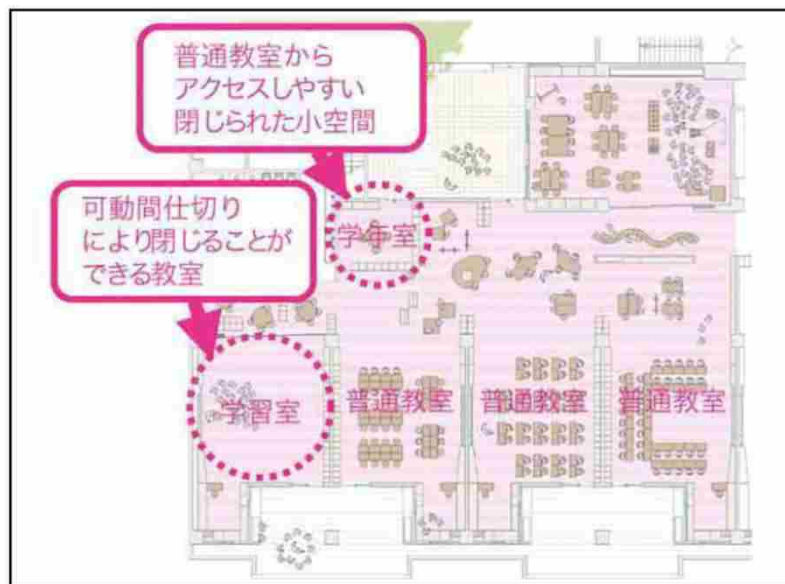 普通教室から
アクセスしやすい
閉じられた小空間
可動間仕切り
により閉じることが
できる教室
学年室
学習室
普通教室
普通教室
普通教室